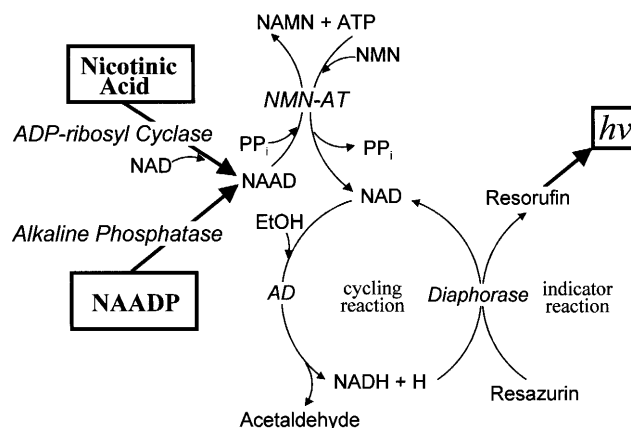 NAMN + ATP
Nicotinic
Acid
NMN
NMN-AT
ADP-ribosyl Cyclase
NAD
PPi
PPi
hν
NAAD
NAD
Resorufin
Alkaline Phosphatase
EtOH
NAADP
AD
cycling
reaction
Diaphorase
indicator
reaction
NADH + H
Resazurin
Acetaldehyde